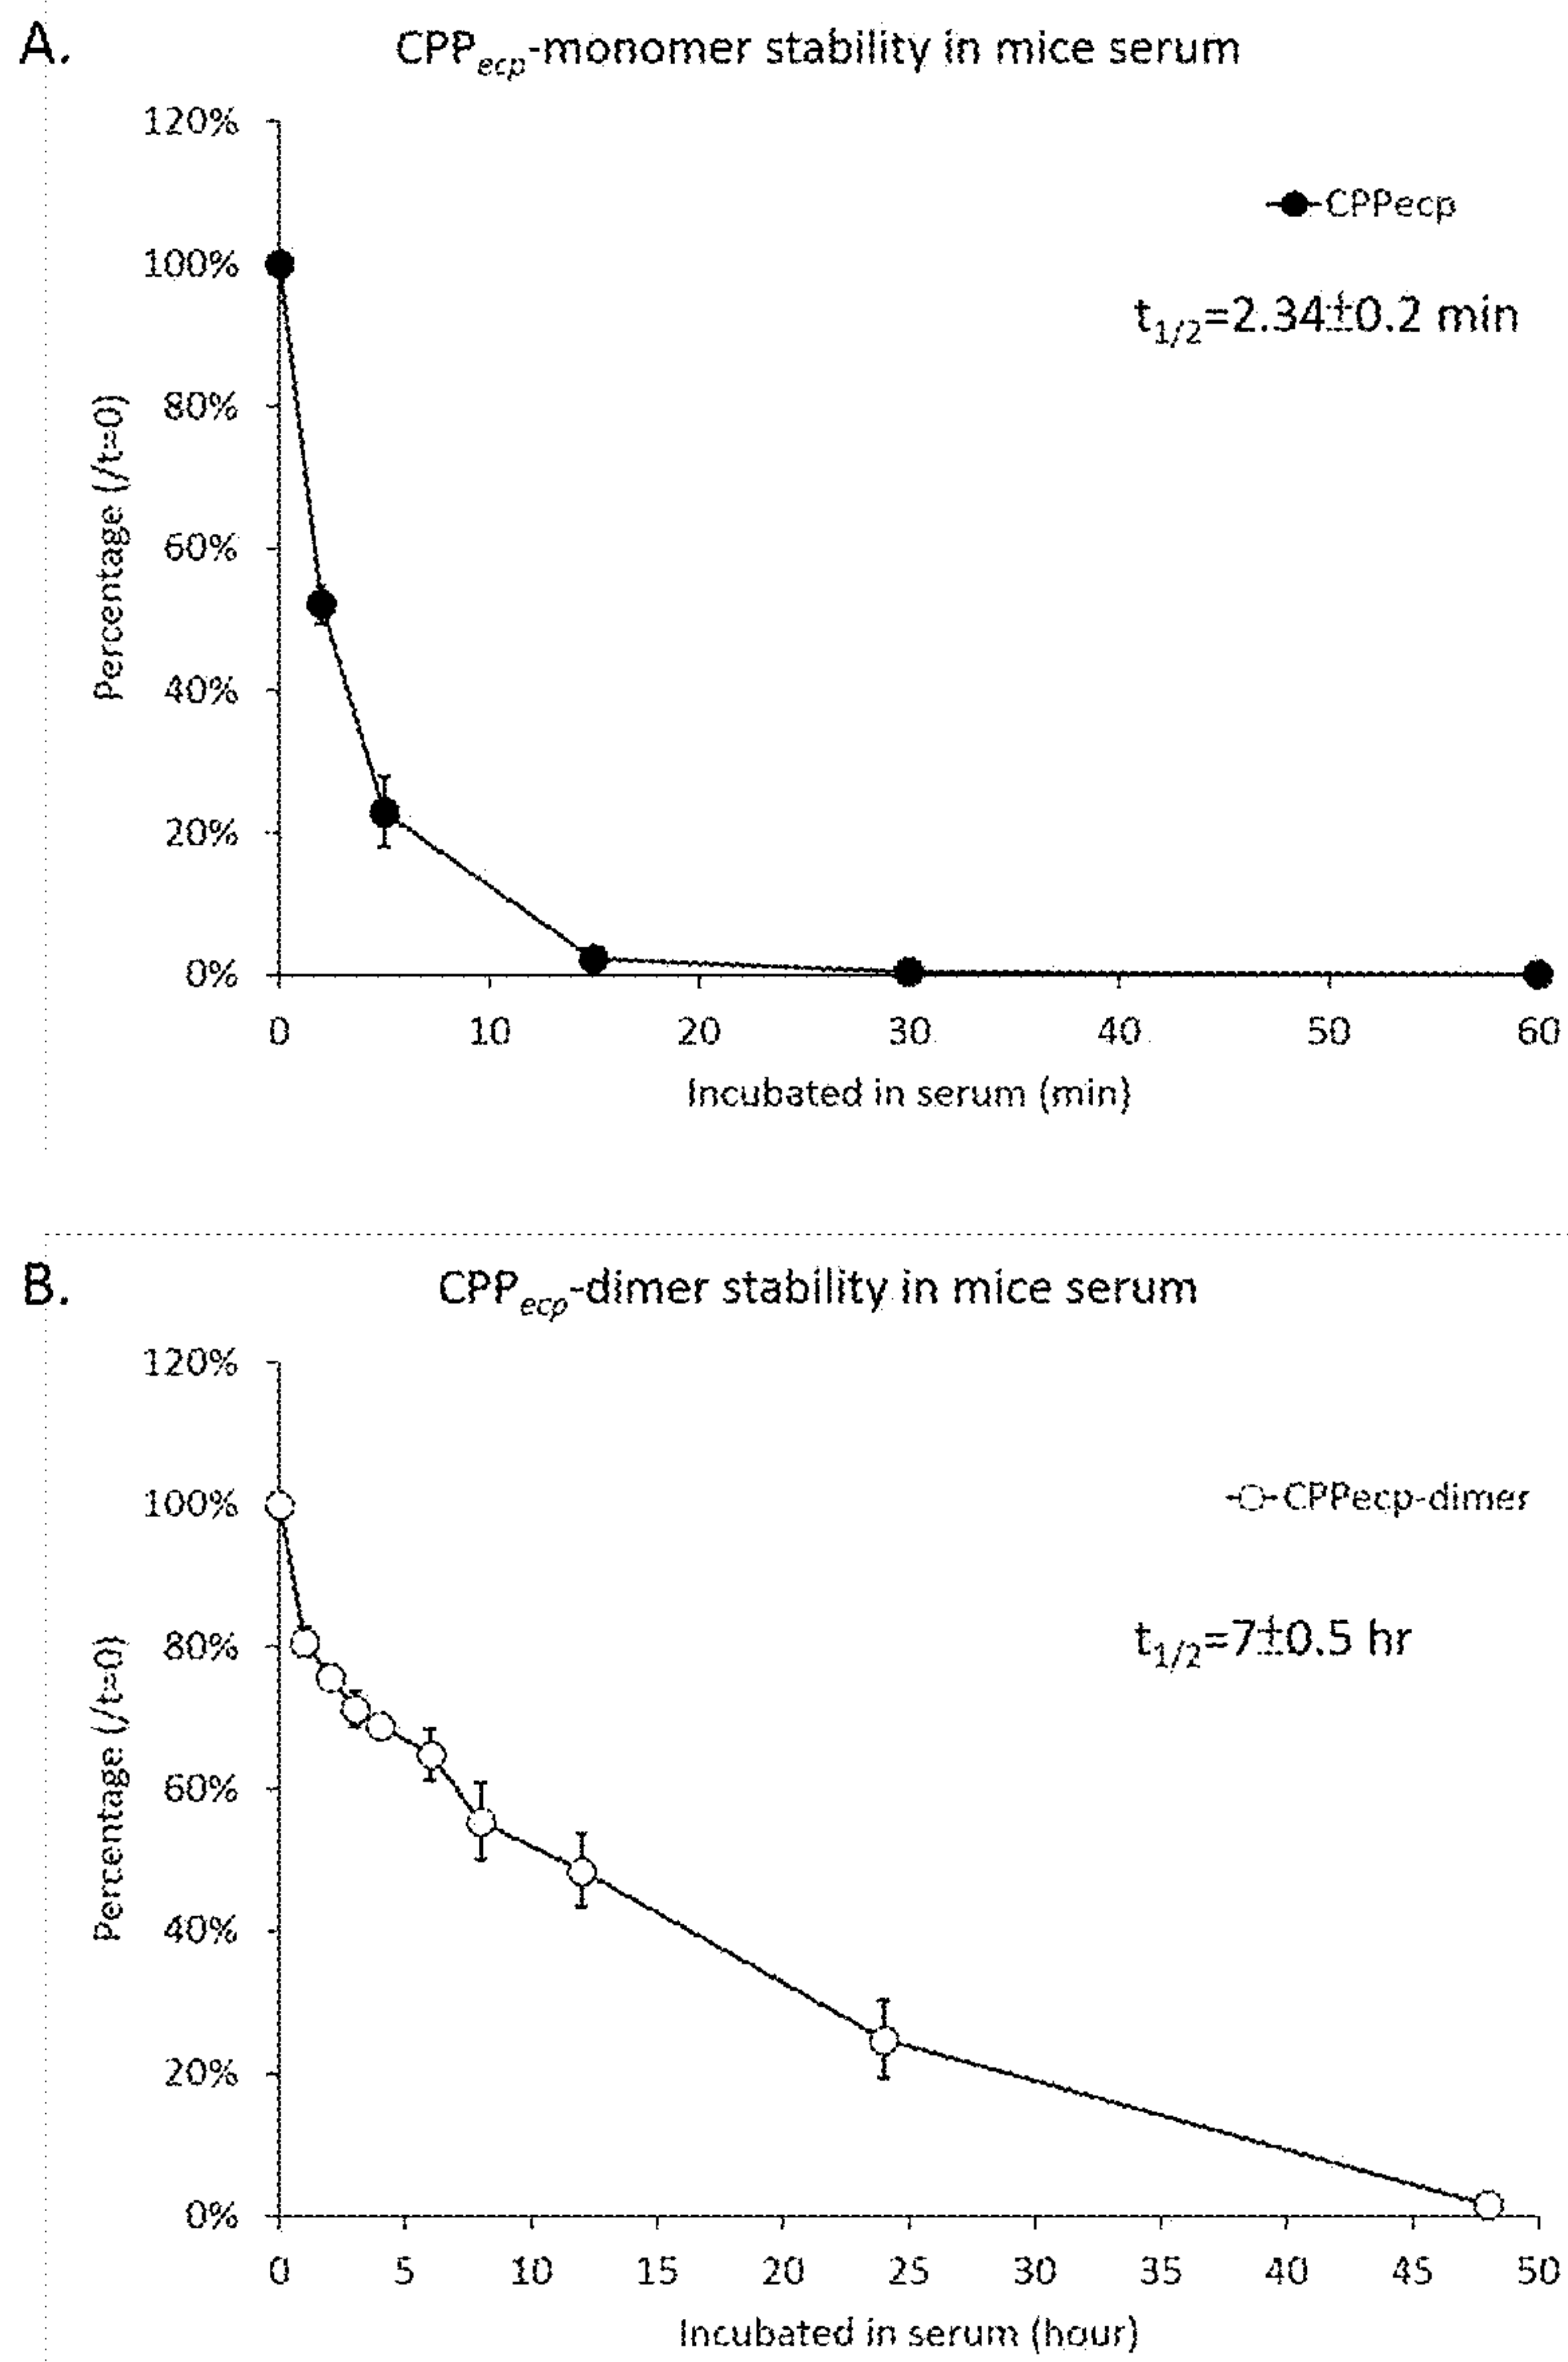 A.
CPPecp-monomer stability in mice serum
120%
CPPecp
100%
t1/2=2.34±0.2 min
80%
Percentage (/t=0)
60%
40%
20%
0%
0 10 20 30 40 50 60
Incubated in serum (min)
B.
CPPecp-dimer stability in mice serum
120%
100%
CPPecp-dimer
t1/2=7±0.5 hr
80%
Percentage (/t=0)
60%
40%
20%
0%
0 5 10 15 20 25 30 35 40 45 50
Incubated in serum (hour)